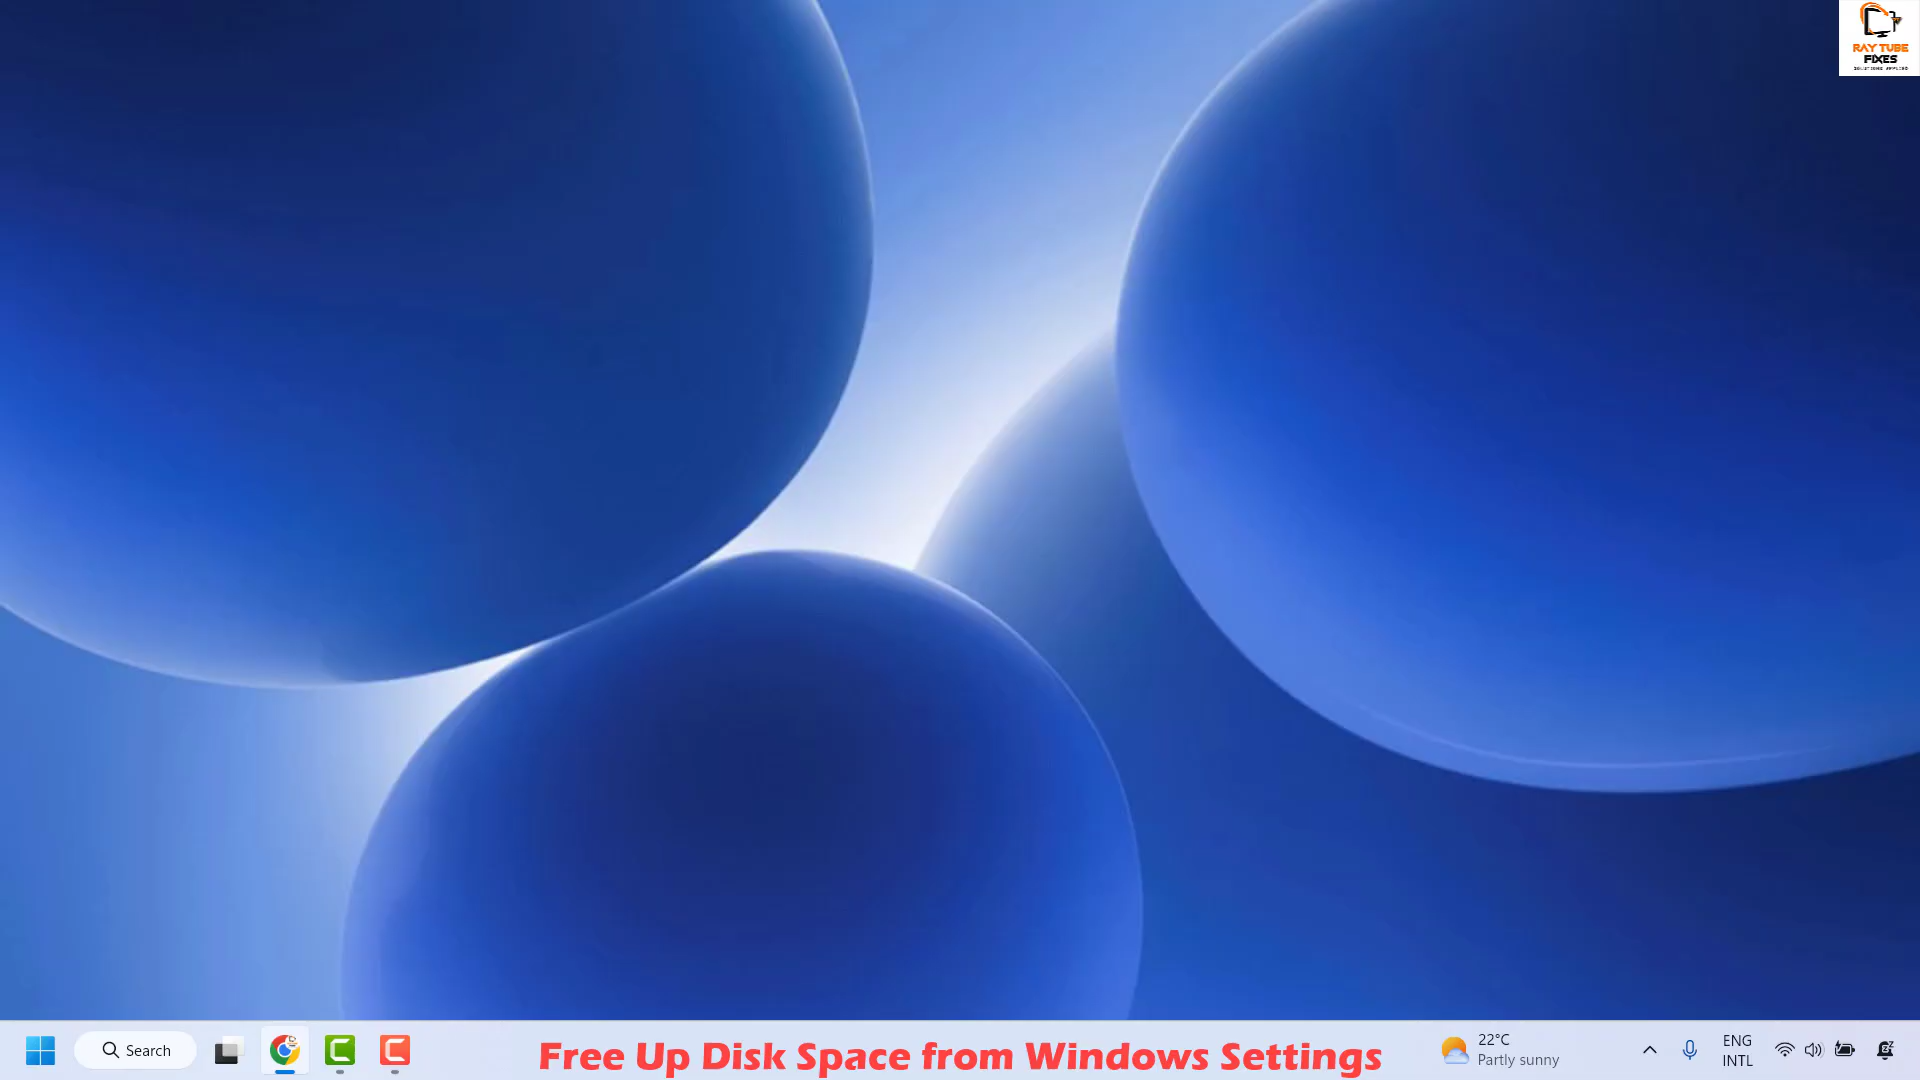 RAY TUBE
FIXES
Search
Free Up Disk Space from Windows Settings
22°C
Partly sunny
ENG
INTL